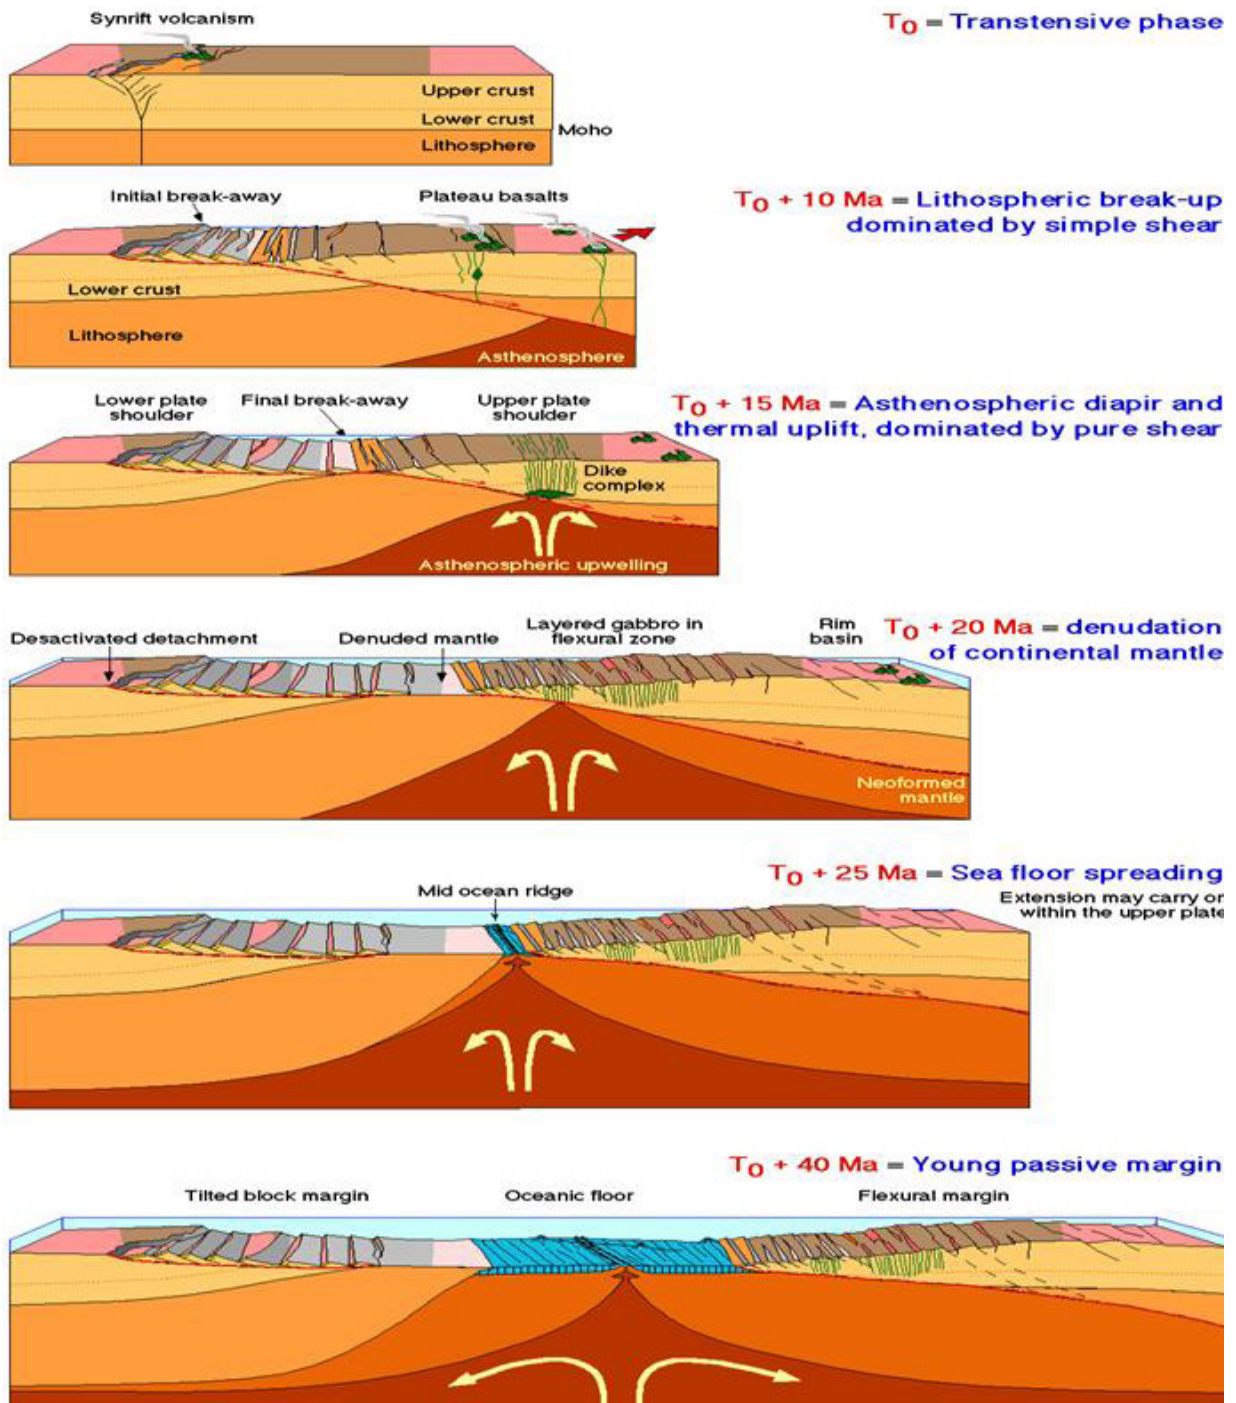 Synrift volcanism
T0 = Transtensive phase
Upper crust
Lower crust
Moho
Lithosphere
Initial break-away
Plateau basalts
T0 + 10 Ma = Lithospheric break-up
dominated by simple shear
Lower crust
Lithosphere
Asthenosphere
Lower plate
shoulder
Final break-away
Upper plate
shoulder
T0 + 15 Ma = Asthenospheric diapir and
thermal uplift, dominated by pure shear
Dike
complex
Asthenospheric upwelling
Desactivated detachment
Denuded mantle
Layered gabbro in
flexural zone
Rim
basin
T0 + 20 Ma = denudation
of continental mantle
Neoformed
mantle
T0 + 25 Ma = Sea floor spreading
Mid ocean ridge
Extension may carry on
within the upper plate
T0 + 40 Ma = Young passive margin
Tilted block margin
Oceanic floor
Flexural margin